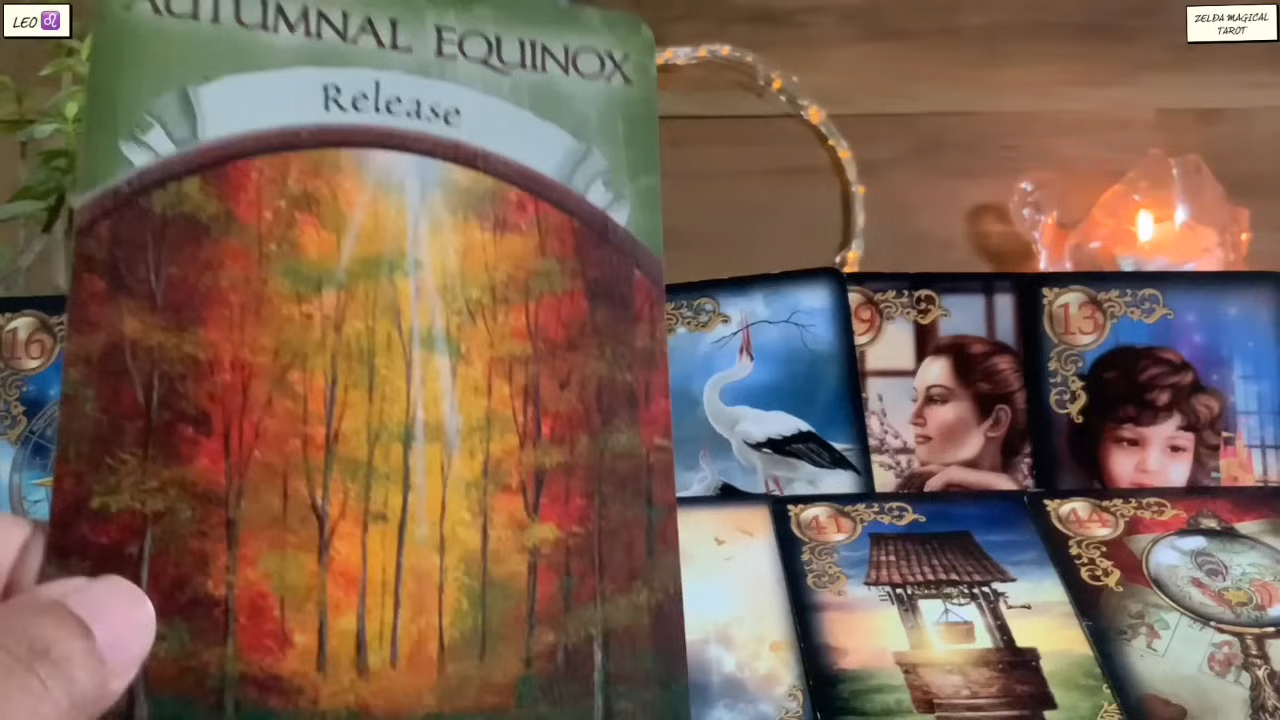 LEO ♌
ZELDA MAGICAL
TAROT
AUTUMNAL EQUINOX
Release
16
9
13
41
44